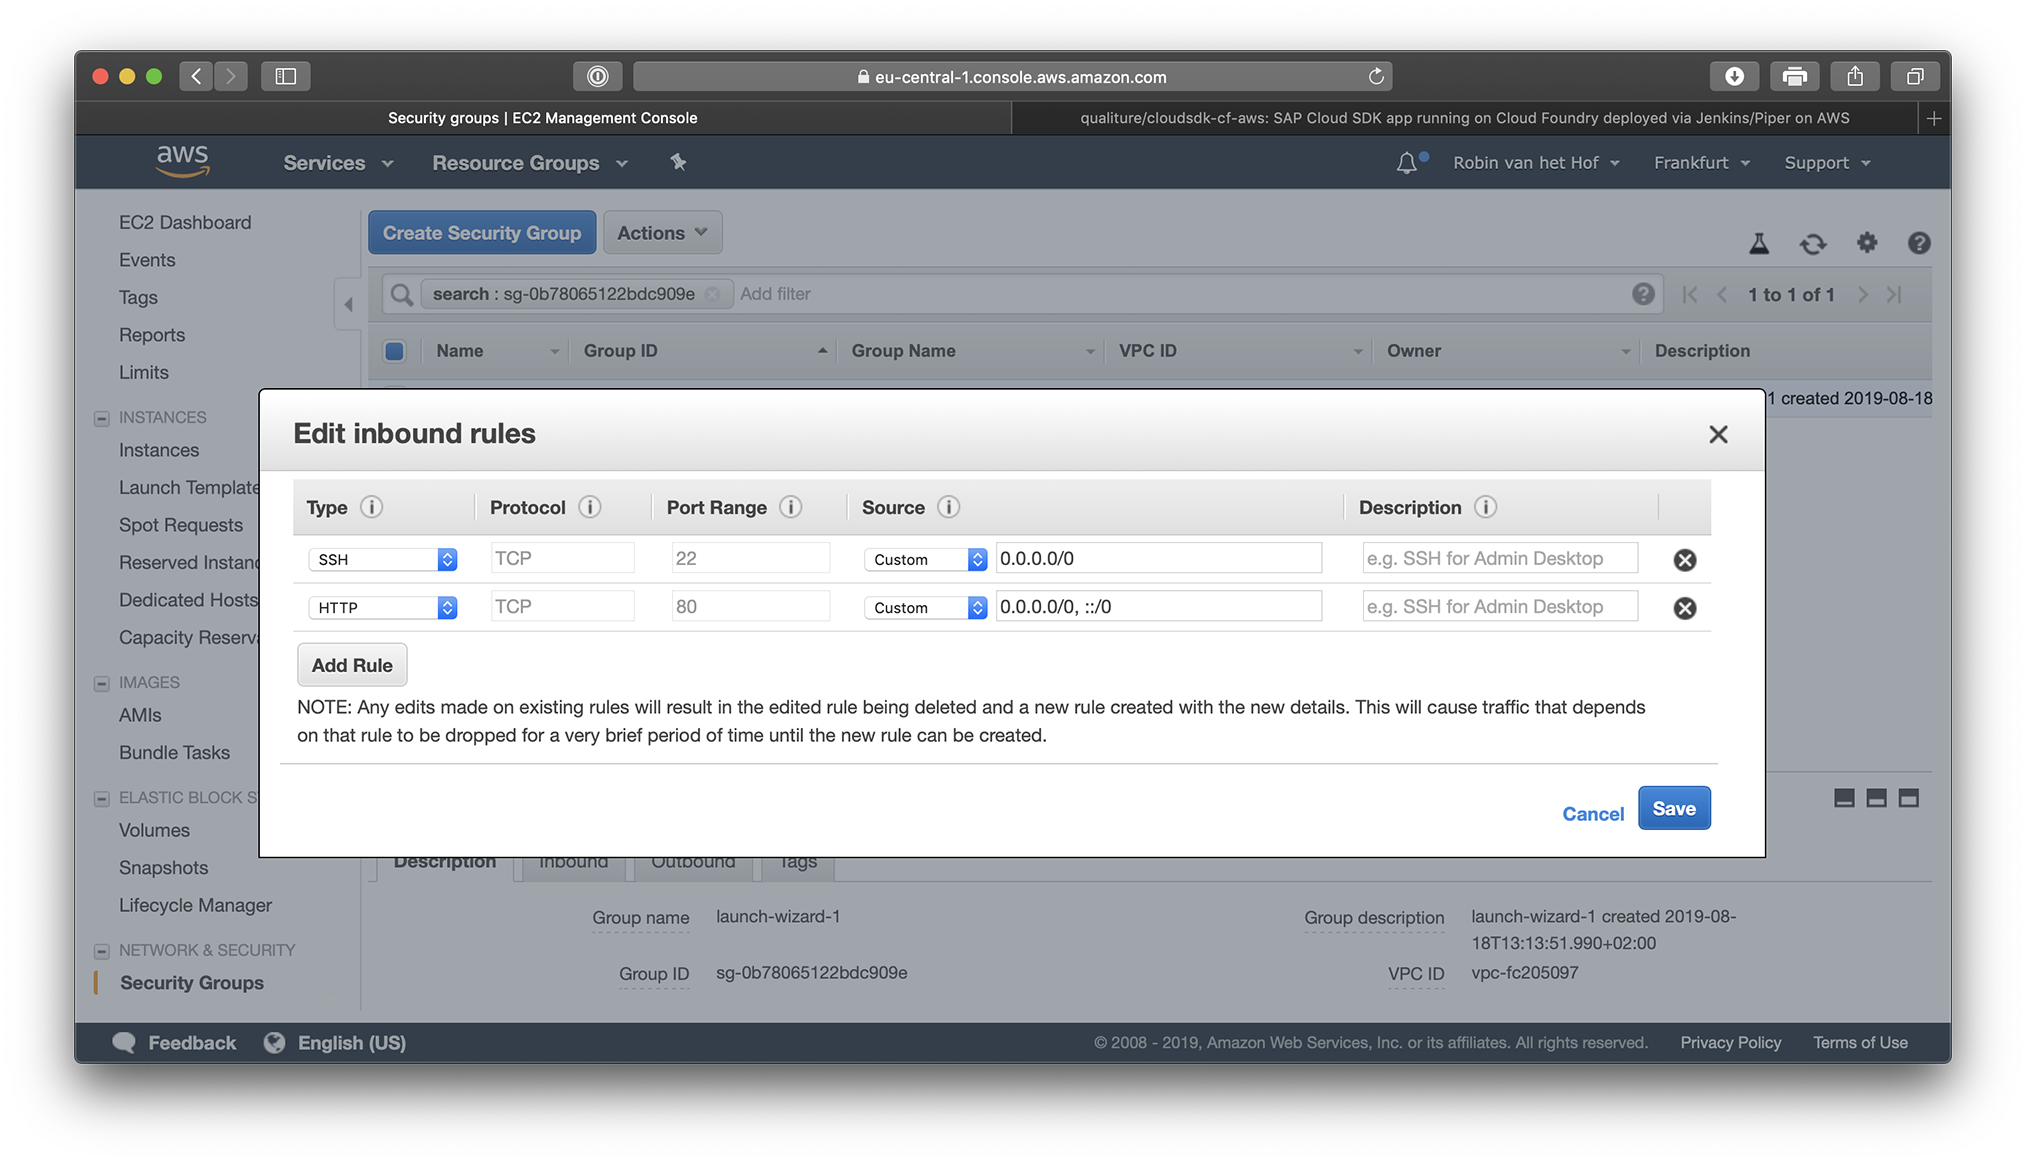 eu-central-1.console.aws.amazon.com
Security groups | EC2 Management Console
qualiture/cloudsdk-cf-aws: SAP Cloud SDK app running on Cloud Foundry deployed via Jenkins/Piper on AWS
aws Services Resource Groups Robin van het Hof Frankfurt Support
EC2 Dashboard
Events
Tags
Reports
Limits
INSTANCES
Instances
Launch Template
Spot Requests
Reserved Instanc
Dedicated Hosts
Capacity Reserva
IMAGES
AMIs
Bundle Tasks
ELASTIC BLOCK S
Volumes
Snapshots
Lifecycle Manager
NETWORK & SECURITY
Security Groups
Create Security Group Actions
search : sg-0b78065122bdc909e Add filter 1 to 1 of 1
Name Group ID Group Name VPC ID Owner Description
1 created 2019-08-18
Edit inbound rules
Type Protocol Port Range Source Description
SSH TCP 22 Custom 0.0.0.0/0 e.g. SSH for Admin Desktop
HTTP TCP 80 Custom 0.0.0.0/0, ::/0 e.g. SSH for Admin Desktop
Add Rule
NOTE: Any edits made on existing rules will result in the edited rule being deleted and a new rule created with the new details. This will cause traffic that depends
on that rule to be dropped for a very brief period of time until the new rule can be created.
Cancel Save
Description Inbound Outbound Tags
Group name launch-wizard-1
Group description launch-wizard-1 created 2019-08-
18T13:13:51.990+02:00
Group ID sg-0b78065122bdc909e
VPC ID vpc-fc205097
Feedback English (US) © 2008 - 2019, Amazon Web Services, Inc. or its affiliates. All rights reserved. Privacy Policy Terms of Use